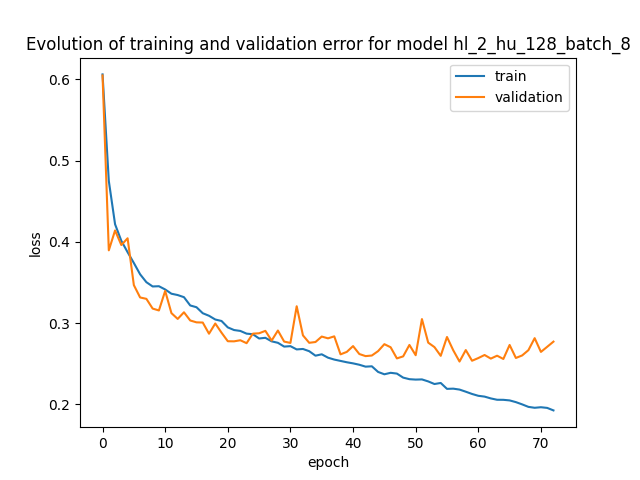 Evolution of training and validation error for model hl_2_hu_128_batch_8
train
validation
0.6
0.5
0.4
0.3
0.2
loss
0 10 20 30 40 50 60 70
epoch